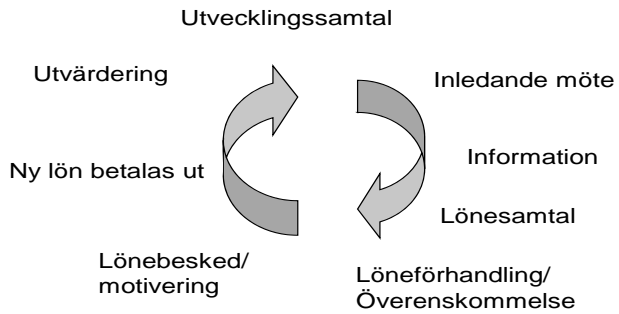 Utvecklingssamtal
Utvärdering
Inledande möte
Ny lön betalas ut
Information
Lönesamtal
Lönebesked/
motivering
Löneförhandling/
Överenskommelse